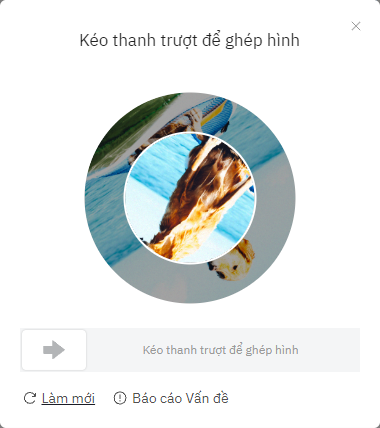 Kéo thanh trượt để ghép hình
Kéo thanh trượt để ghép hình
Làm mới
Báo cáo Vấn đề